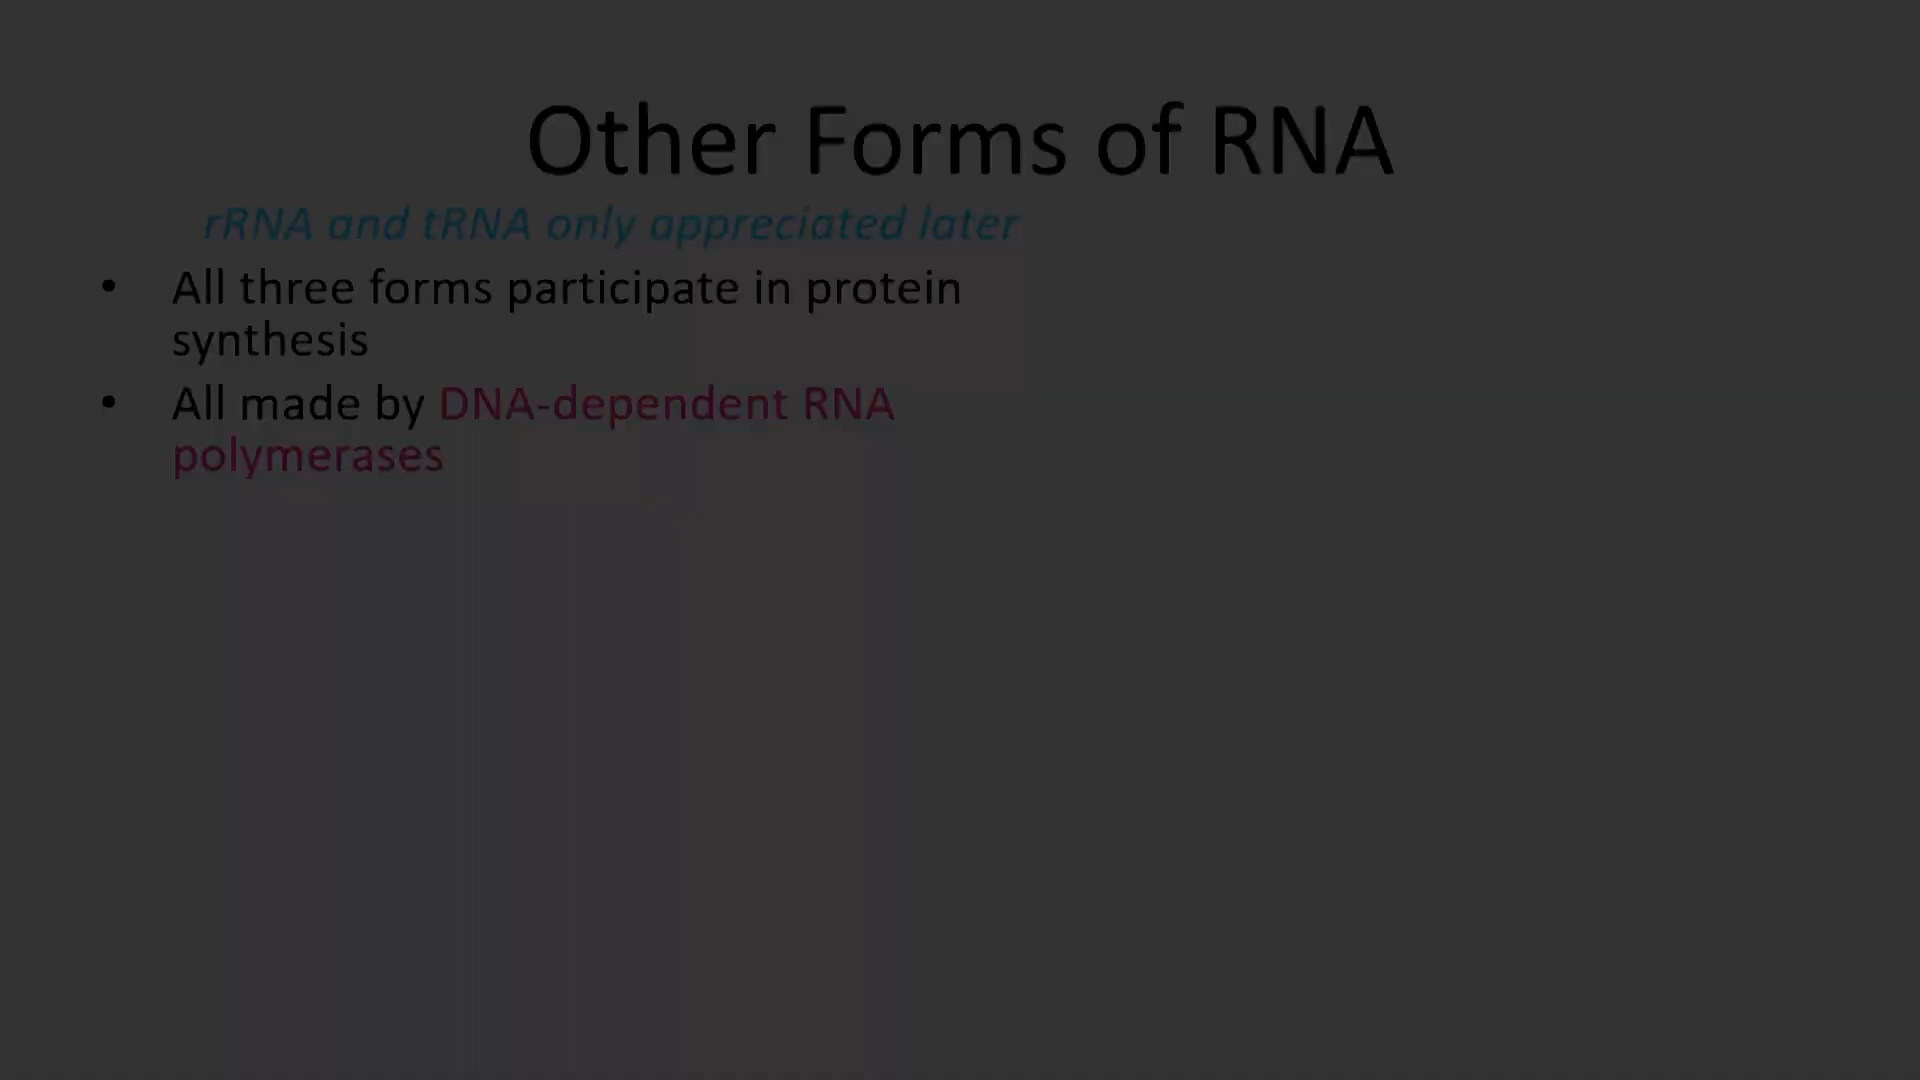 Other Forms of RNA
rRNA and tRNA only appreciated later
• All three forms participate in protein
synthesis
• All made by DNA-dependent RNA
polymerases